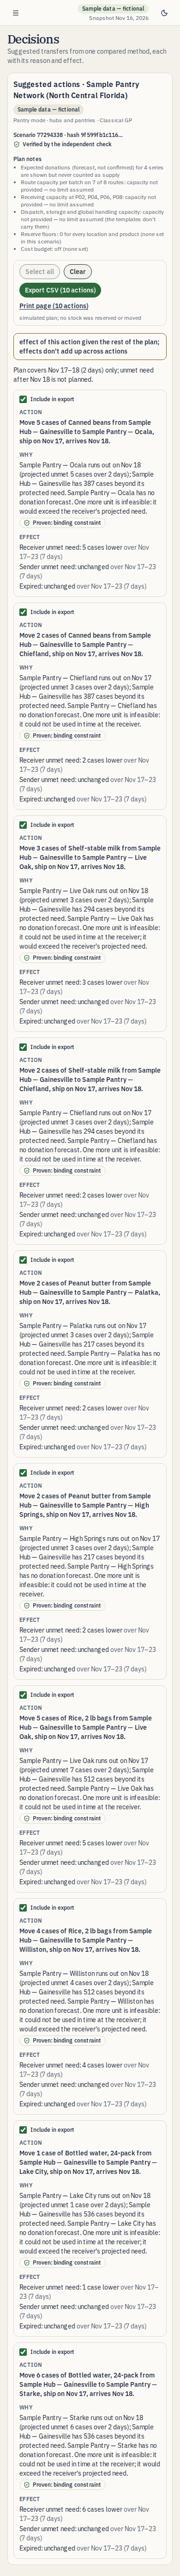 Sample data — fictional
Snapshot Nov 16, 2026
Decisions
Suggested transfers from one compared method, each
with its reason and effect.
Suggested actions · Sample Pantry
Network (North Central Florida)
Sample data — fictional
Pantry mode · hubs and pantries · Classical GP
Scenario 77294338 · hash 9f599f1b1c116…
Verified by the independent check
Plan notes
Expected donations (forecast, not confirmed) for 4 series
are shown but never counted as supply
Route capacity per batch on 7 of 8 routes: capacity not
provided — no limit assumed
Receiving capacity at P02, P04, P06, P08: capacity not
provided — no limit assumed
Dispatch, storage and global handling capacity: capacity
not provided — no limit assumed (the templates don't
carry them)
Reserve floors: 0 for every location and product (none set
in this scenario)
Cost budget: off (none set)
Select all
Clear
Export CSV (10 actions)
Print page (10 actions)
simulated plan; no stock was reserved or moved
effect of this action given the rest of the plan;
effects don't add up across actions
Plan covers Nov 17–18 (2 days) only; unmet need
after Nov 18 is not planned.
Include in export
ACTION
Move 5 cases of Canned beans from Sample
Hub — Gainesville to Sample Pantry — Ocala,
ship on Nov 17, arrives Nov 18.
WHY
Sample Pantry — Ocala runs out on Nov 18
(projected unmet 5 cases over 2 days); Sample
Hub — Gainesville has 387 cases beyond its
protected need. Sample Pantry — Ocala has no
donation forecast. One more unit is infeasible: it
would exceed the receiver's projected need.
Proven: binding constraint
EFFECT
Receiver unmet need: 5 cases lower over Nov
17–23 (7 days)
Sender unmet need: unchanged over Nov 17–23
(7 days)
Expired: unchanged over Nov 17–23 (7 days)
Include in export
ACTION
Move 2 cases of Canned beans from Sample
Hub — Gainesville to Sample Pantry —
Chiefland, ship on Nov 17, arrives Nov 18.
WHY
Sample Pantry — Chiefland runs out on Nov 17
(projected unmet 3 cases over 2 days); Sample
Hub — Gainesville has 387 cases beyond its
protected need. Sample Pantry — Chiefland has
no donation forecast. One more unit is infeasible:
it could not be used in time at the receiver.
Proven: binding constraint
EFFECT
Receiver unmet need: 2 cases lower over Nov
17–23 (7 days)
Sender unmet need: unchanged over Nov 17–23
(7 days)
Expired: unchanged over Nov 17–23 (7 days)
Include in export
ACTION
Move 3 cases of Shelf-stable milk from Sample
Hub — Gainesville to Sample Pantry — Live
Oak, ship on Nov 17, arrives Nov 18.
WHY
Sample Pantry — Live Oak runs out on Nov 18
(projected unmet 3 cases over 2 days); Sample
Hub — Gainesville has 294 cases beyond its
protected need. Sample Pantry — Live Oak has
no donation forecast. One more unit is infeasible:
it could not be used in time at the receiver; it
would exceed the receiver's projected need.
Proven: binding constraint
EFFECT
Receiver unmet need: 3 cases lower over Nov
17–23 (7 days)
Sender unmet need: unchanged over Nov 17–23
(7 days)
Expired: unchanged over Nov 17–23 (7 days)
Include in export
ACTION
Move 2 cases of Shelf-stable milk from Sample
Hub — Gainesville to Sample Pantry —
Chiefland, ship on Nov 17, arrives Nov 18.
WHY
Sample Pantry — Chiefland runs out on Nov 17
(projected unmet 3 cases over 2 days); Sample
Hub — Gainesville has 294 cases beyond its
protected need. Sample Pantry — Chiefland has
no donation forecast. One more unit is infeasible:
it could not be used in time at the receiver.
Proven: binding constraint
EFFECT
Receiver unmet need: 2 cases lower over Nov
17–23 (7 days)
Sender unmet need: unchanged over Nov 17–23
(7 days)
Expired: unchanged over Nov 17–23 (7 days)
Include in export
ACTION
Move 2 cases of Peanut butter from Sample
Hub — Gainesville to Sample Pantry — Palatka,
ship on Nov 17, arrives Nov 18.
WHY
Sample Pantry — Palatka runs out on Nov 17
(projected unmet 3 cases over 2 days); Sample
Hub — Gainesville has 217 cases beyond its
protected need. Sample Pantry — Palatka has no
donation forecast. One more unit is infeasible: it
could not be used in time at the receiver.
Proven: binding constraint
EFFECT
Receiver unmet need: 2 cases lower over Nov
17–23 (7 days)
Sender unmet need: unchanged over Nov 17–23
(7 days)
Expired: unchanged over Nov 17–23 (7 days)
Include in export
ACTION
Move 2 cases of Peanut butter from Sample
Hub — Gainesville to Sample Pantry — High
Springs, ship on Nov 17, arrives Nov 18.
WHY
Sample Pantry — High Springs runs out on Nov 17
(projected unmet 3 cases over 2 days); Sample
Hub — Gainesville has 217 cases beyond its
protected need. Sample Pantry — High Springs
has no donation forecast. One more unit is
infeasible: it could not be used in time at the
receiver.
Proven: binding constraint
EFFECT
Receiver unmet need: 2 cases lower over Nov
17–23 (7 days)
Sender unmet need: unchanged over Nov 17–23
(7 days)
Expired: unchanged over Nov 17–23 (7 days)
Include in export
ACTION
Move 5 cases of Rice, 2 lb bags from Sample
Hub — Gainesville to Sample Pantry — Live
Oak, ship on Nov 17, arrives Nov 18.
WHY
Sample Pantry — Live Oak runs out on Nov 17
(projected unmet 7 cases over 2 days); Sample
Hub — Gainesville has 512 cases beyond its
protected need. Sample Pantry — Live Oak has
no donation forecast. One more unit is infeasible:
it could not be used in time at the receiver.
Proven: binding constraint
EFFECT
Receiver unmet need: 5 cases lower over Nov
17–23 (7 days)
Sender unmet need: unchanged over Nov 17–23
(7 days)
Expired: unchanged over Nov 17–23 (7 days)
Include in export
ACTION
Move 4 cases of Rice, 2 lb bags from Sample
Hub — Gainesville to Sample Pantry —
Williston, ship on Nov 17, arrives Nov 18.
WHY
Sample Pantry — Williston runs out on Nov 18
(projected unmet 4 cases over 2 days); Sample
Hub — Gainesville has 512 cases beyond its
protected need. Sample Pantry — Williston has
no donation forecast. One more unit is infeasible:
it could not be used in time at the receiver; it
would exceed the receiver's projected need.
Proven: binding constraint
EFFECT
Receiver unmet need: 4 cases lower over Nov
17–23 (7 days)
Sender unmet need: unchanged over Nov 17–23
(7 days)
Expired: unchanged over Nov 17–23 (7 days)
Include in export
ACTION
Move 1 case of Bottled water, 24-pack from
Sample Hub — Gainesville to Sample Pantry —
Lake City, ship on Nov 17, arrives Nov 18.
WHY
Sample Pantry — Lake City runs out on Nov 18
(projected unmet 1 case over 2 days); Sample
Hub — Gainesville has 536 cases beyond its
protected need. Sample Pantry — Lake City has
no donation forecast. One more unit is infeasible:
it could not be used in time at the receiver; it
would exceed the receiver's projected need.
Proven: binding constraint
EFFECT
Receiver unmet need: 1 case lower over Nov 17–
23 (7 days)
Sender unmet need: unchanged over Nov 17–23
(7 days)
Expired: unchanged over Nov 17–23 (7 days)
Include in export
ACTION
Move 6 cases of Bottled water, 24-pack from
Sample Hub — Gainesville to Sample Pantry —
Starke, ship on Nov 17, arrives Nov 18.
WHY
Sample Pantry — Starke runs out on Nov 18
(projected unmet 6 cases over 2 days); Sample
Hub — Gainesville has 536 cases beyond its
protected need. Sample Pantry — Starke has no
donation forecast. One more unit is infeasible: it
could not be used in time at the receiver; it would
exceed the receiver's projected need.
Proven: binding constraint
EFFECT
Receiver unmet need: 6 cases lower over Nov
17–23 (7 days)
Sender unmet need: unchanged over Nov 17–23
(7 days)
Expired: unchanged over Nov 17–23 (7 days)